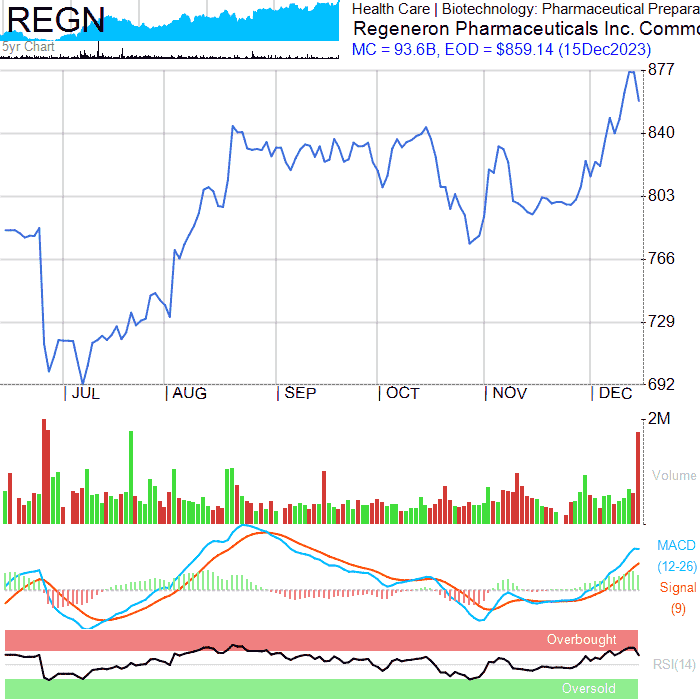 REGN
5yr Chart
Health Care | Biotechnology: Pharmaceutical Prepara
Regeneron Pharmaceuticals Inc. Commo
MC = 93.6B, EOD = $859.14 (15Dec2023)
877
840
803
766
729
692
| JUL | AUG | SEP | OCT | NOV | DEC
2M
Volume
MACD
(12-26)
Signal
(9)
Overbought
RSI(14)
Oversold